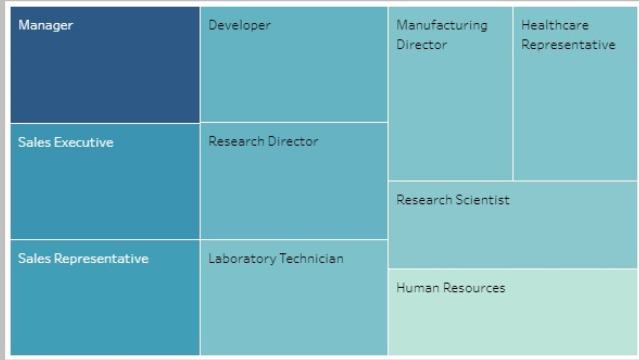 Manager
Sales Executive
Sales Representative
Developer
Research Director
Laboratory Technician
Manufacturing
Director
Healthcare
Representative
Research Scientist
Human Resources